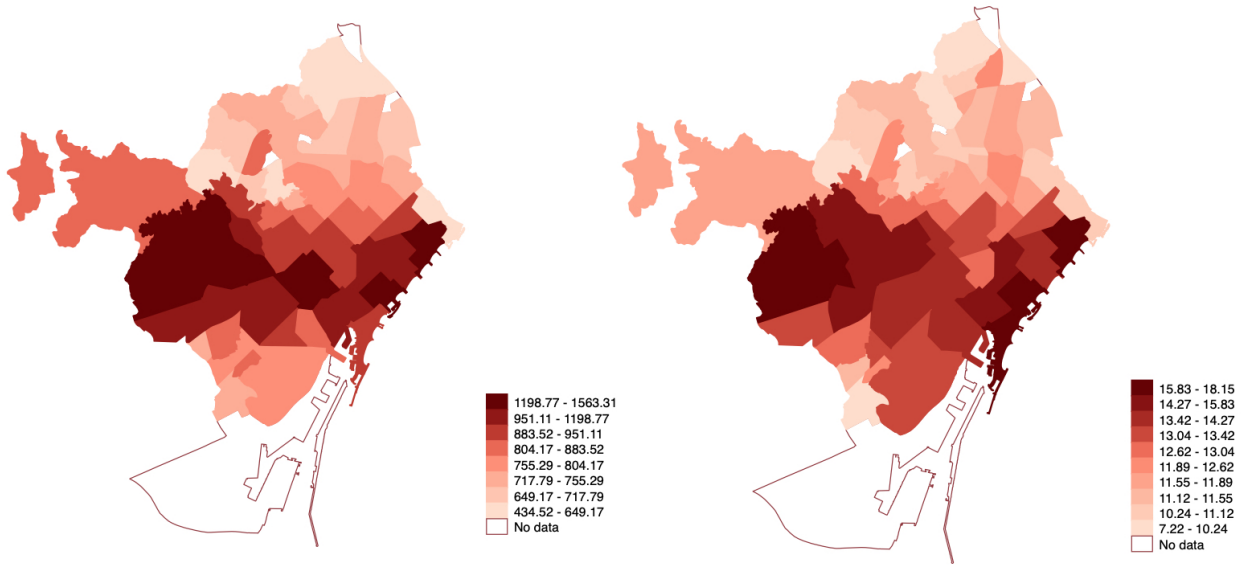 1198.77 - 1563.31
951.11 - 1198.77
883.52 - 951.11
804.17 - 883.52
755.29 - 804.17
717.79 - 755.29
649.17 - 717.79
434.52 - 649.17
No data
15.83 - 18.15
14.27 - 15.83
13.42 - 14.27
13.04 - 13.42
12.62 - 13.04
11.89 - 12.62
11.55 - 11.89
11.12 - 11.55
10.24 - 11.12
7.22 - 10.24
No data